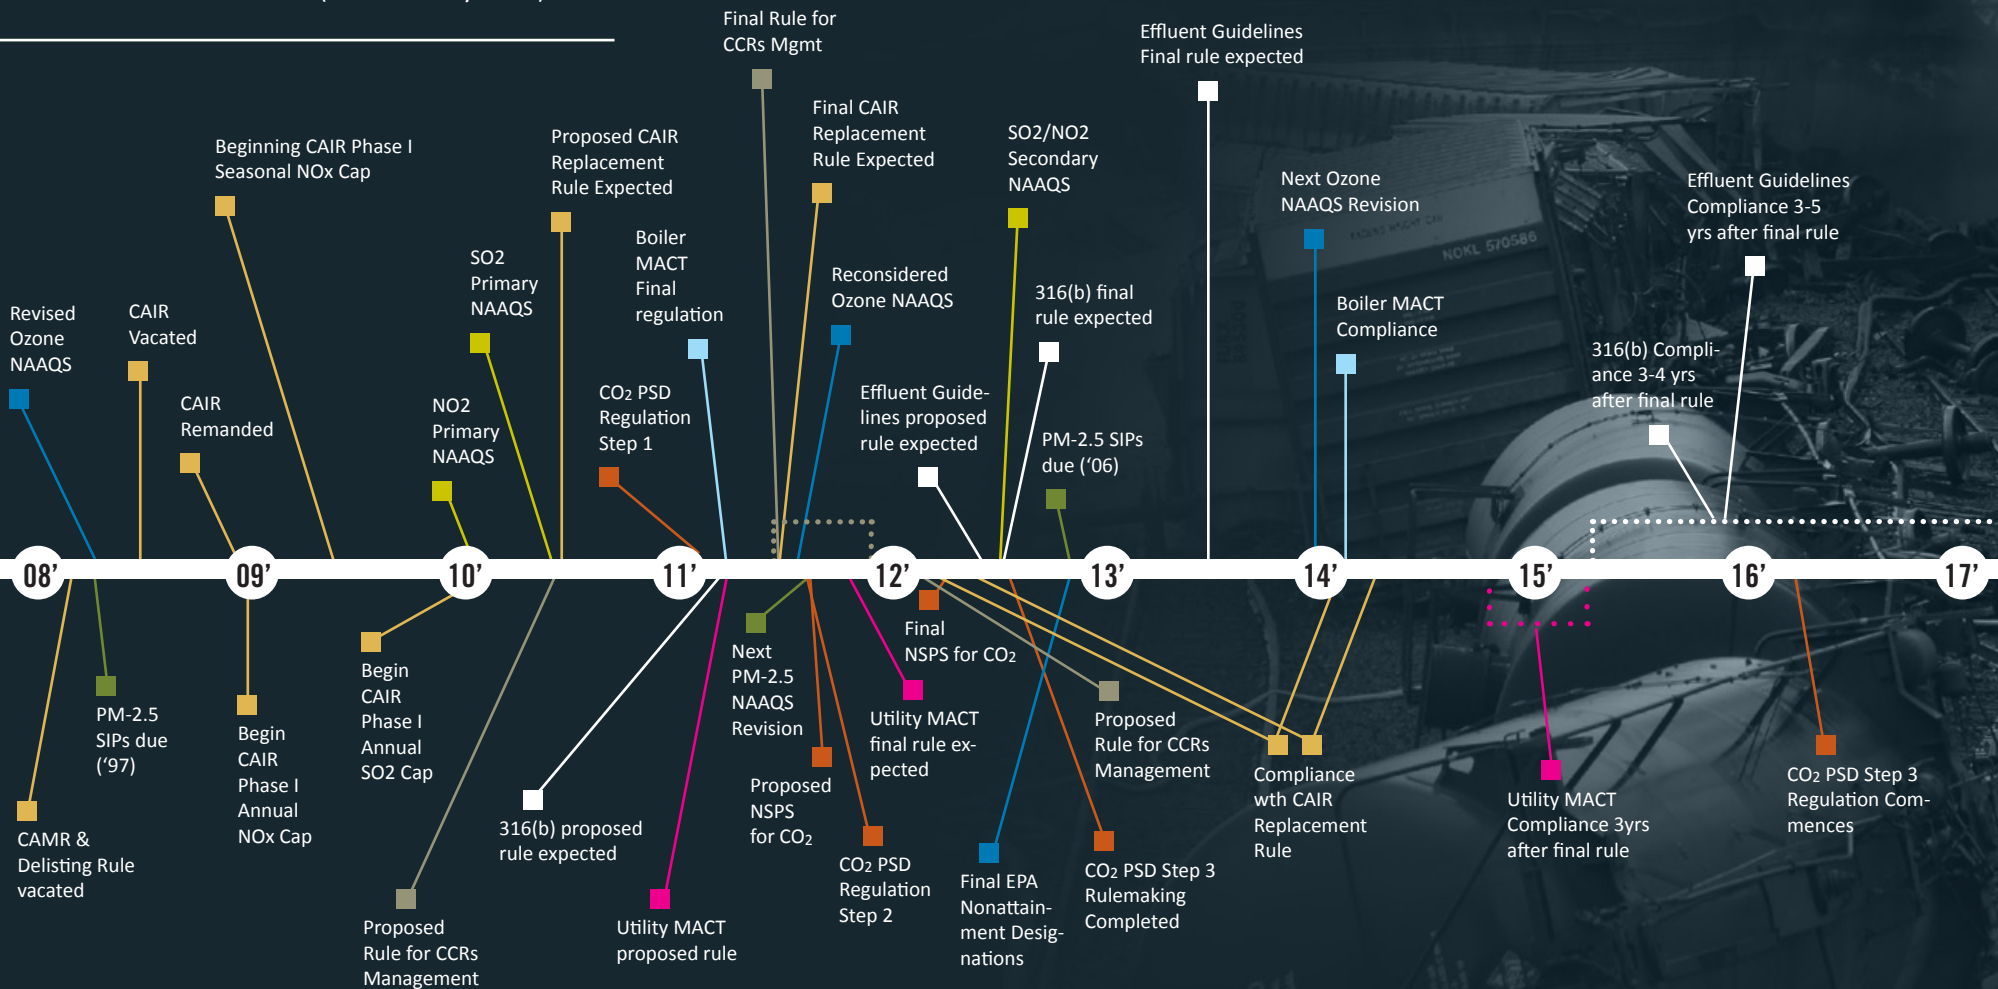 Final Rule for
CCRs Mgmt
Effluent Guidelines
Final rule expected
Beginning CAIR Phase I
Seasonal NOx Cap
Proposed CAIR
Replacement
Rule Expected
Final CAIR
Replacement
Rule Expected
SO2/NO2
Secondary
NAAQS
Next Ozone
NAAQS Revision
Effluent Guidelines
Compliance 3-5
yrs after final rule
NOKL 570586
Revised
Ozone
NAAQS
CAIR
Vacated
CAIR
Remanded
SO2
Primary
NAAQS
NO2
Primary
NAAQS
Boiler
MACT
Final
regulation
CO2 PSD
Regulation
Step 1
Reconsidered
Ozone NAAQS
Effluent Guide-
lines proposed
rule expected
316(b) final
rule expected
PM-2.5 SIPs
due (‘06)
Boiler MACT
Compliance
316(b) Compli-
ance 3-4 yrs
after final rule
08’
09’
10’
11’
12’
13’
14’
15’
16’
17’
CAMR &
Delisting Rule
vacated
PM-2.5
SIPs due
(‘97)
Begin
CAIR
Phase I
Annual
NOx Cap
Begin
CAIR
Phase I
Annual
SO2 Cap
Proposed
Rule for CCRs
Management
316(b) proposed
rule expected
Utility MACT
proposed rule
Next
PM-2.5
NAAQS
Revision
Proposed
NSPS
for CO2
CO2 PSD
Regulation
Step 2
Utility MACT
final rule ex-
pected
Final
NSPS for CO2
Final EPA
Nonattain-
ment Desig-
nations
Proposed
Rule for CCRs
Management
CO2 PSD Step 3
Rulemaking
Completed
Compliance
wth CAIR
Replacement
Rule
Utility MACT
Compliance 3yrs
after final rule
CO2 PSD Step 3
Regulation Com-
mences